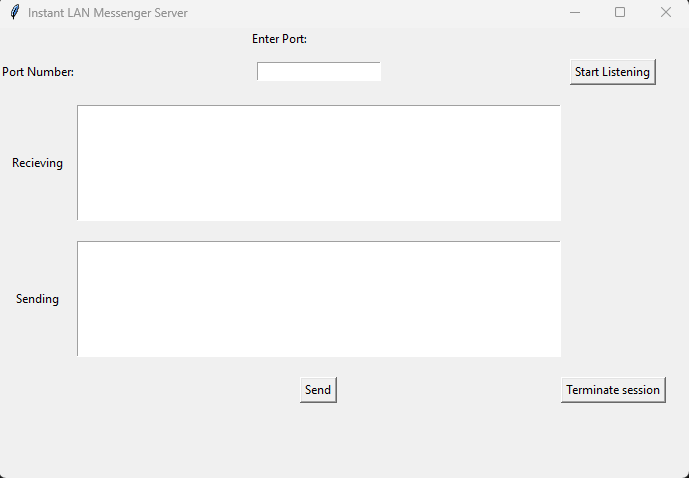 Instant LAN Messenger Server
Enter Port:
Port Number:
Start Listening
Recieving
Sending
Send
Terminate session